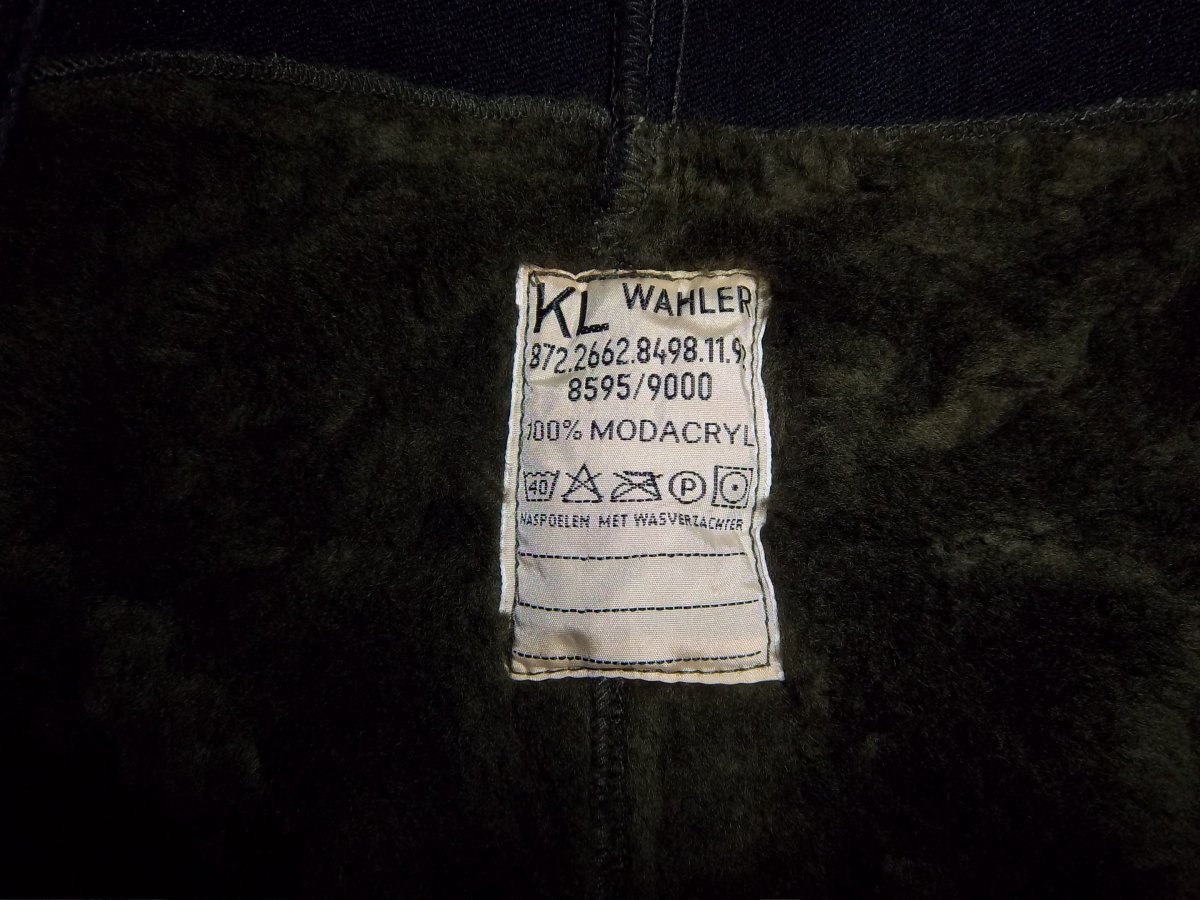 KL WAHLER
872.2662.8498.11.9
8595/9000
100% MODACRYL
40 P
NASPOELEN MET WASVERZACHTER